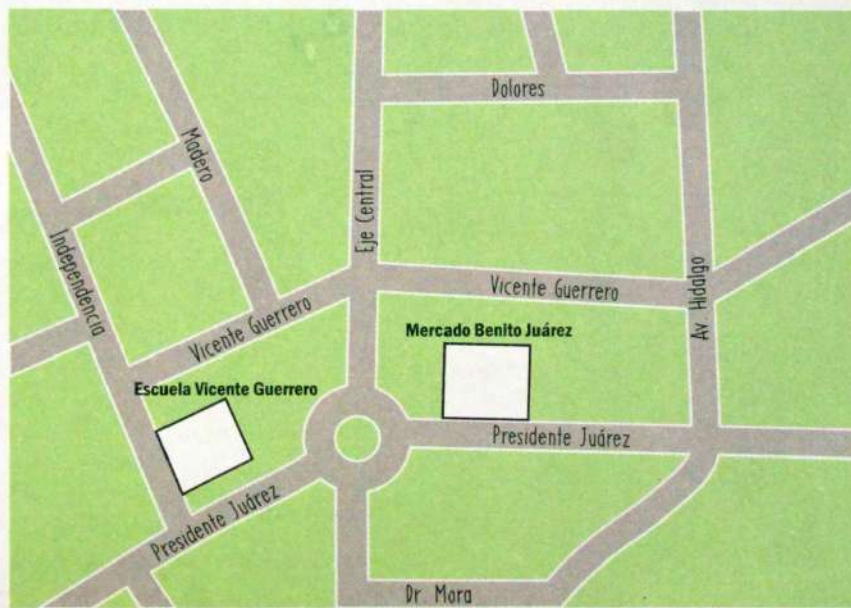 Dolores
Madero
Eje Central
Independencia
Av. Hidalgo
Vicente Guerrero
Vicente Guerrero
Mercado Benito Juárez
Escuela Vicente Guerrero
Presidente Juárez
Presidente Juárez
Dr. Mora